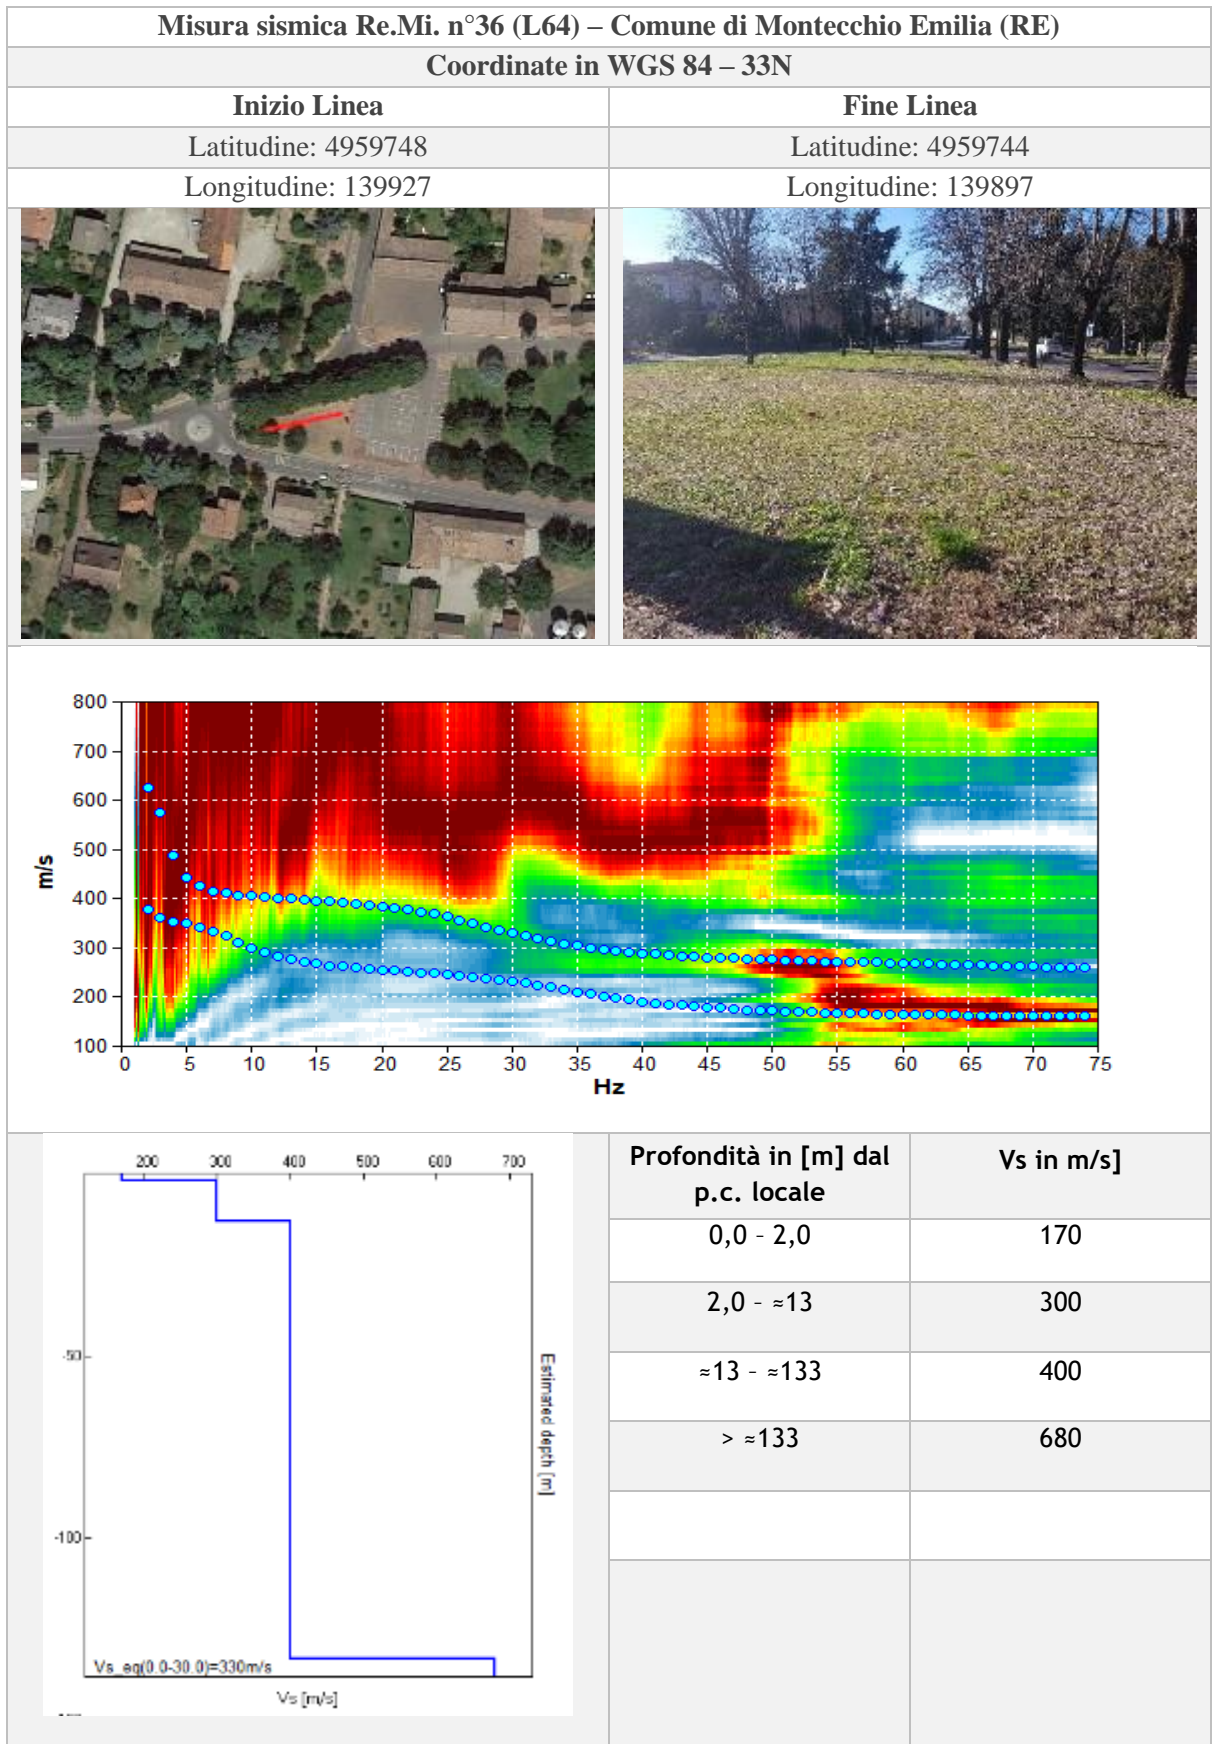 Misura sismica Re.Mi. n°36 (L64) – Comune di Montecchio Emilia (RE)
Coordinate in WGS 84 – 33N
Inizio Linea
Fine Linea
Latitudine: 4959748
Latitudine: 4959744
Longitudine: 139927
Longitudine: 139897
800
700
600
500
400
300
200
100
m/s
0 5 10 15 20 25 30 35 40 45 50 55 60 65 70 75
Hz
200 300 400 500 600 700
-50
-100
Estimated depth [m]
Vs_eq(0.0-30.0)=330m/s
Vs [m/s]
Profondità in [m] dal
p.c. locale
Vs in m/s]
0,0 – 2,0
170
2,0 – ≈13
300
≈13 – ≈133
400
> ≈133
680